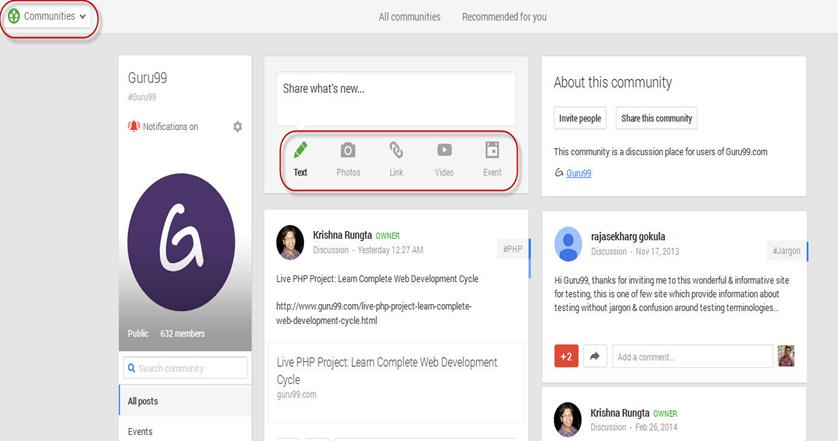 Communities
All communities
Recommended for you
Guru99
#Guru99
Notifications on
G
Public 632 members
Search community
All posts
Events
Share what's new...
Text
Photos
Link
Video
Event
Krishna Rungta OWNER
Discussion - Yesterday 12:27 AM
#PHP
Live PHP Project: Learn Complete Web Development Cycle
http://www.guru99.com/live-php-project-learn-complete-
web-development-cycle.html
Live PHP Project: Learn Complete Web Development
Cycle
guru99.com
About this community
Invite people
Share this community
This community is a discussion place for users of Guru99.com
G Guru99
rajasekharg gokula
Discussion - Nov 17, 2013
#Jargon
Hi Guru99, thanks for inviting me to this wonderful & informative site
for testing, this is one of few site which provide information about
testing without jargon & confusion around testing terminologies...
+2
Add a comment...
Krishna Rungta OWNER
Discussion - Feb 26, 2014